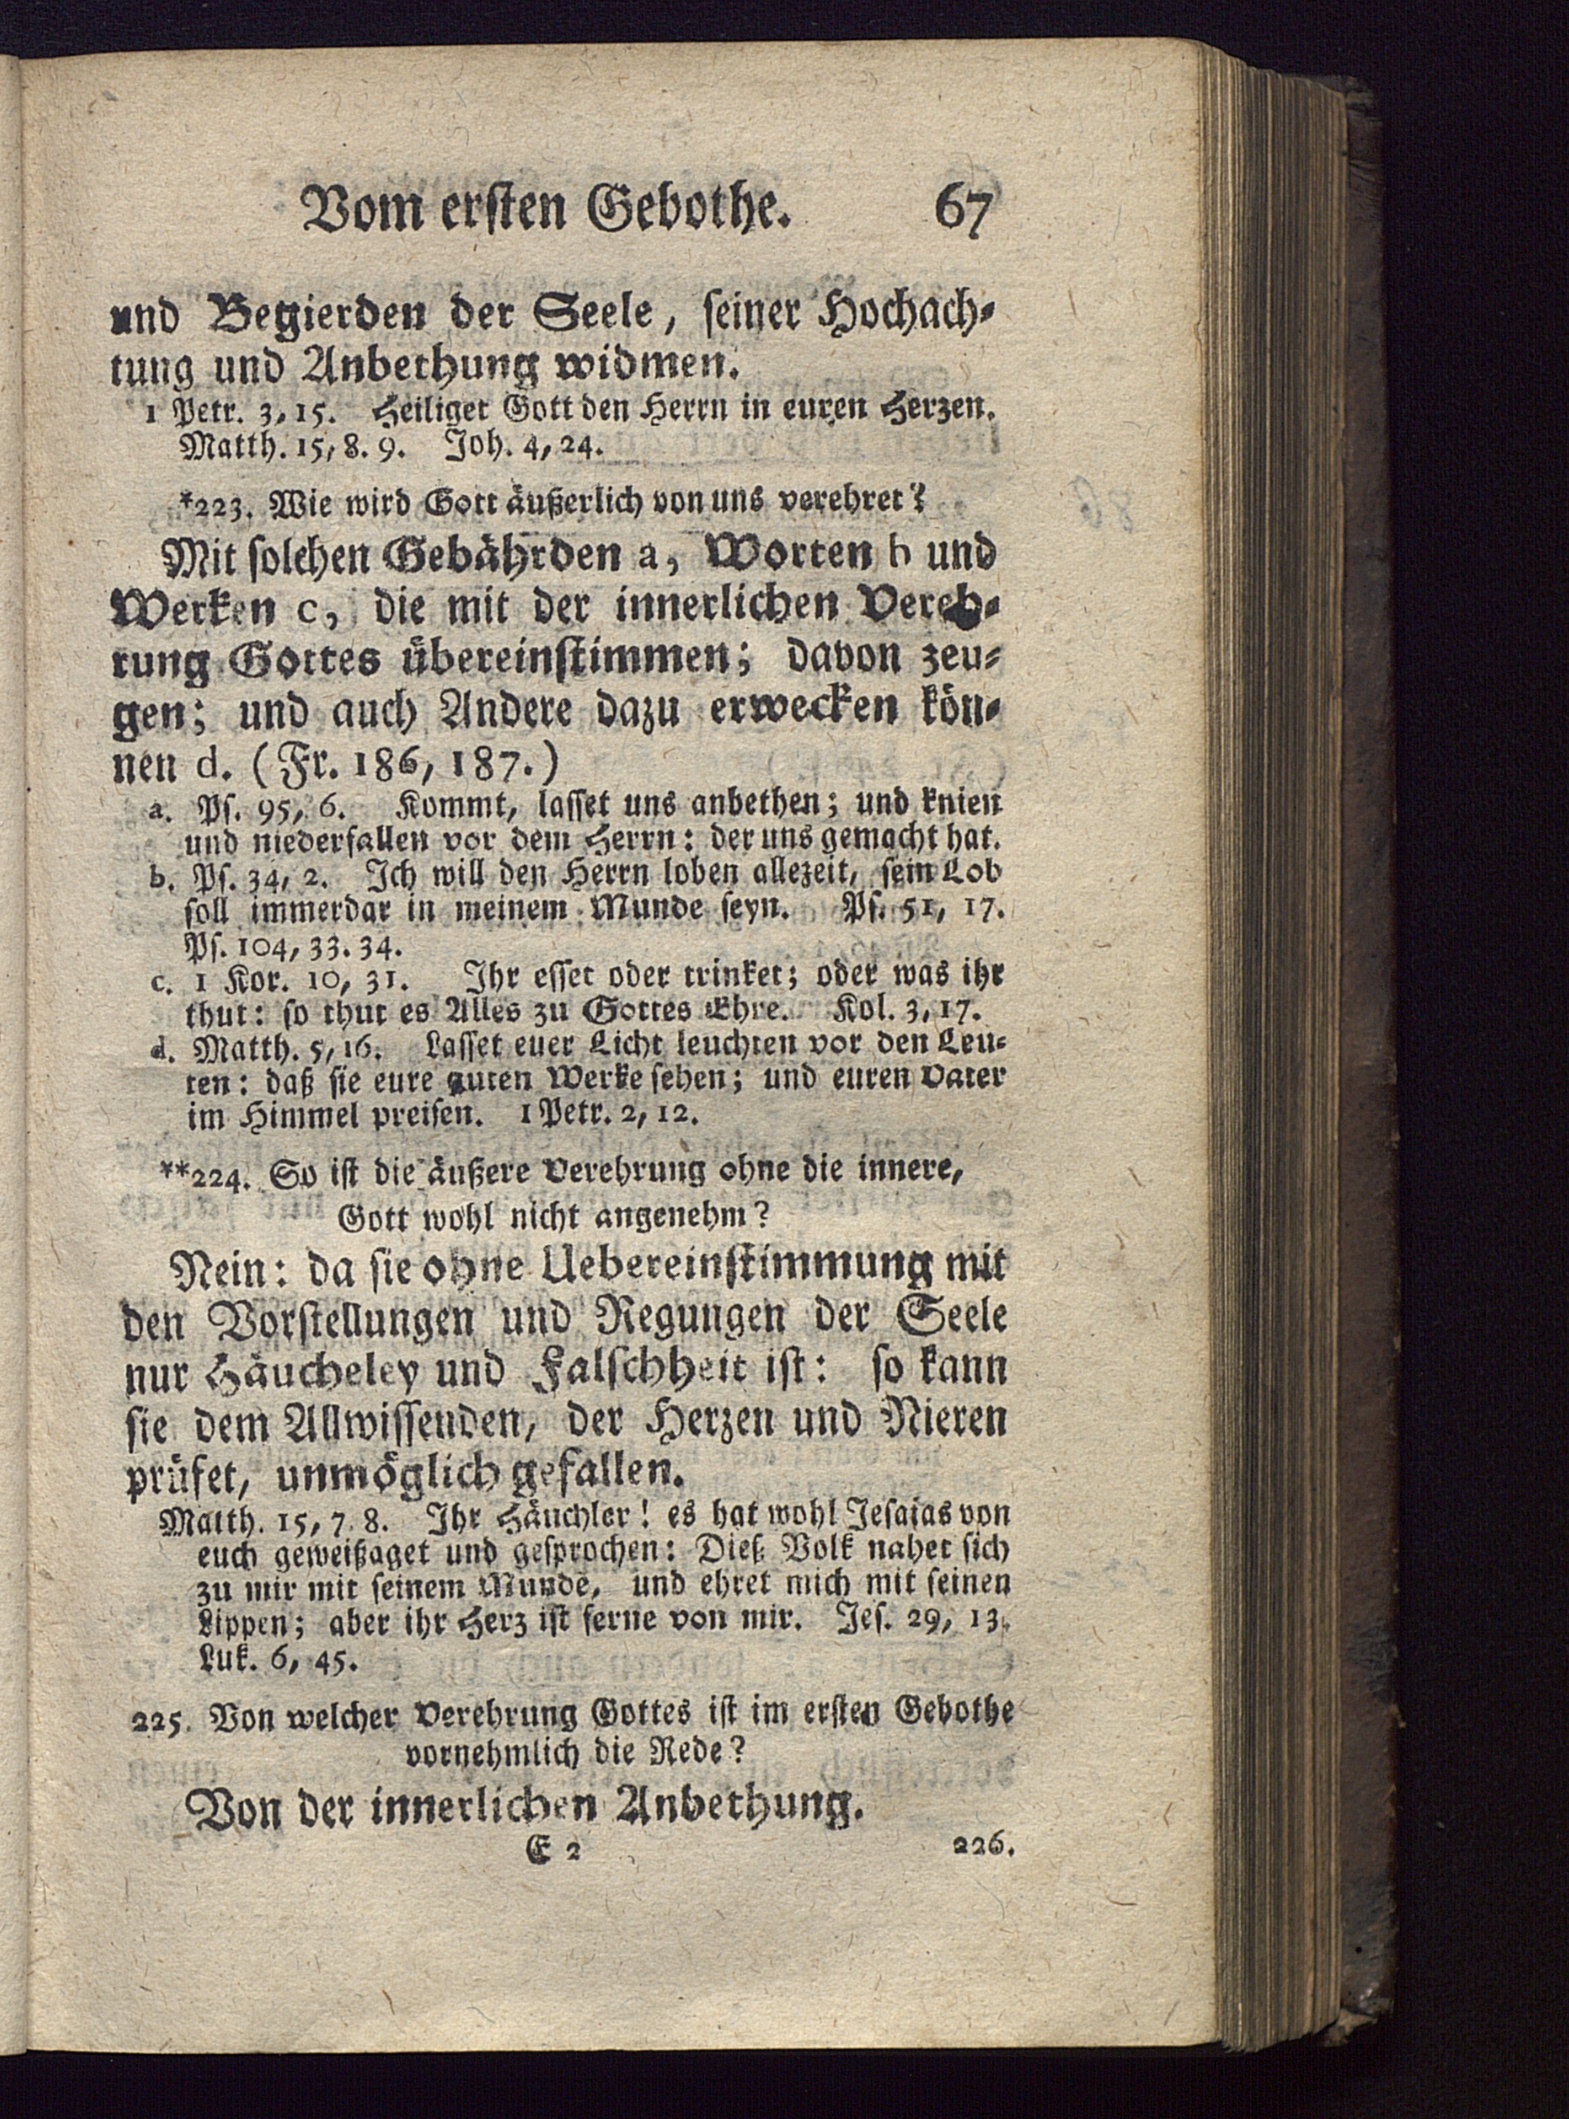 Vom ersten Gebothe. 67
und Begierden der Seele, seiner Hochach-
tung und Anbethung widmen.
1 Petr. 3, 15. Heiliget Gott den Herrn in euren Herzen.
Matth. 15, 8. 9. Joh. 4, 24.
*223. Wie wird Gott äußerlich von uns verehret?
Mit solchen Gebährden a, Worten b und
Werken c, die mit der innerlichen Vereh-
rung Gottes übereinstimmen; davon zeu-
gen; und auch Andere dazu erwecken kön-
nen d. (Fr. 186, 187.)
a. Ps. 95, 6. Kommt, lasset uns anbethen; und knien
und niederfallen vor dem Herrn: der uns gemacht hat.
b. Ps. 34, 2. Ich will den Herrn loben allezeit, sein Lob
soll immerdar in meinem Munde seyn. Ps. 51, 17.
Ps. 104, 33. 34.
c. 1 Kor. 10, 31. Ihr esset oder trinket; oder was ihr
thut: so thut es Alles zu Gottes Ehre. Kol. 3, 17.
d. Matth. 5, 16. Lasset euer Licht leuchten vor den Leu-
ten: daß sie eure guten Werke sehen; und euren Vater
im Himmel preisen. 1 Petr. 2, 12.
**224. So ist die äußere Verehrung ohne die innere,
Gott wohl nicht angenehm?
Nein: da sie ohne Uebereinstimmung mit
den Vorstellungen und Regungen der Seele
nur Häucheley und Falschheit ist: so kann
sie dem Allwissenden, der Herzen und Nieren
prüfet, unmöglich gefallen.
Matth. 15, 7. 8. Ihr Häuchler! es hat wohl Jesaias von
euch geweißaget und gesprochen: Dieß Volk nahet sich
zu mir mit seinem Munde, und ehret mich mit seinen
Lippen; aber ihr Herz ist ferne von mir. Jes. 29, 13.
Luk. 6, 45.
225. Von welcher Verehrung Gottes ist im ersten Gebothe
vornehmlich die Rede?
Von der innerlichen Anbethung.
E 2 226.